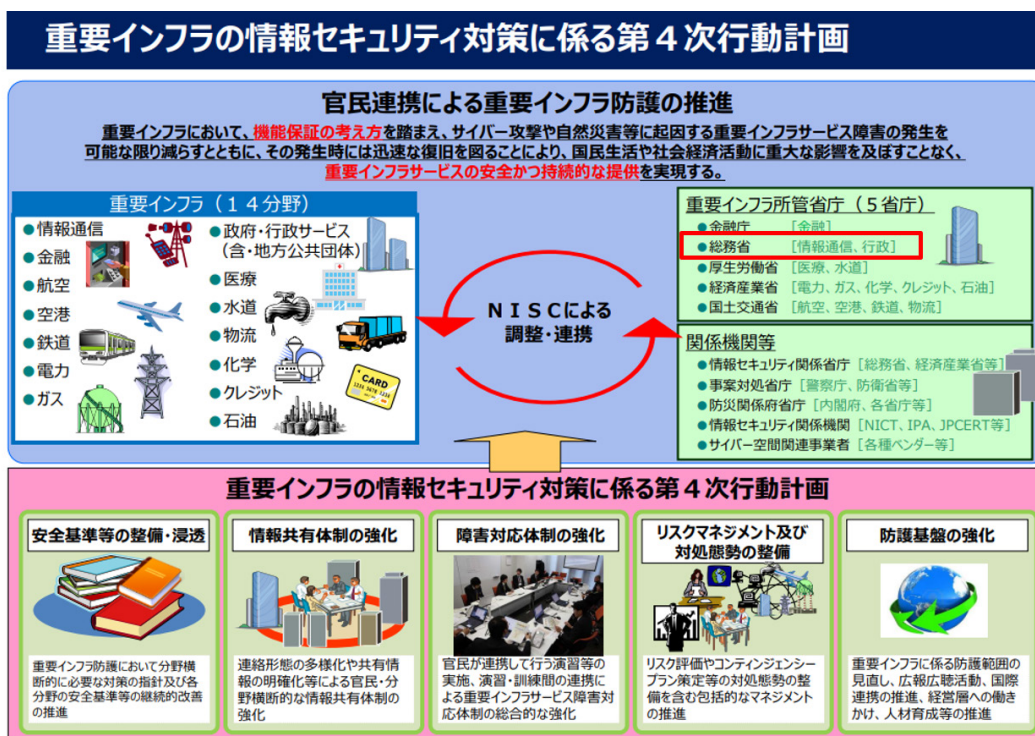 重要インフラの情報セキュリティ対策に係る第４次行動計画
官民連携による重要インフラ防護の推進
重要インフラにおいて、機能保証の考え方を踏まえ、サイバー攻撃や自然災害等に起因する重要インフラサービス障害の発生を
可能な限り減らすとともに、その発生時には迅速な復旧を図ることにより、国民生活や社会経済活動に重大な影響を及ぼすことなく、
重要インフラサービスの安全かつ持続的な提供を実現する。
重要インフラ（１４分野）
●情報通信
●金融
●航空
●空港
●鉄道
●電力
●ガス
●政府・行政サービス
（含・地方公共団体）
●医療
●水道
●物流
●化学
●クレジット
●石油
CARD
ＮＩＳＣによる
調整・連携
重要インフラ所管省庁（５省庁）
●金融庁 [金融]
●総務省 [情報通信、行政]
●厚生労働省 [医療、水道]
●経済産業省 [電力、ガス、化学、クレジット、石油]
●国土交通省 [航空、空港、鉄道、物流]
関係機関等
●情報セキュリティ関係省庁 [総務省、経済産業省等]
●事案対処省庁 [警察庁、防衛省等]
●防災関係府省庁 [内閣府、各省庁等]
●情報セキュリティ関係機関 [NICT、IPA、JPCERT等]
●サイバー空間関連事業者 [各種ベンダー等]
重要インフラの情報セキュリティ対策に係る第４次行動計画
安全基準等の整備・浸透
重要インフラ防護において分野横
断的に必要な対策の指針及び各
分野の安全基準等の継続的改善
の推進
情報共有体制の強化
連絡形態の多様化や共有情報
の明確化等による官民・分
野横断的な情報共有体制の
強化
障害対応体制の強化
官民が連携して行う演習等の
実施、演習・訓練間の連携に
よる重要インフラサービス障害対
応体制の総合的な強化
リスクマネジメント及び
対処態勢の整備
リスク評価やコンティンジェンシー
プラン策定等の対処態勢の整
備を含む包括的なマネジメント
の推進
防護基盤の強化
重要インフラに係る防護範囲の
見直し、広報広聴活動、国際
連携の推進、経営層への働き
かけ、人材育成等の推進